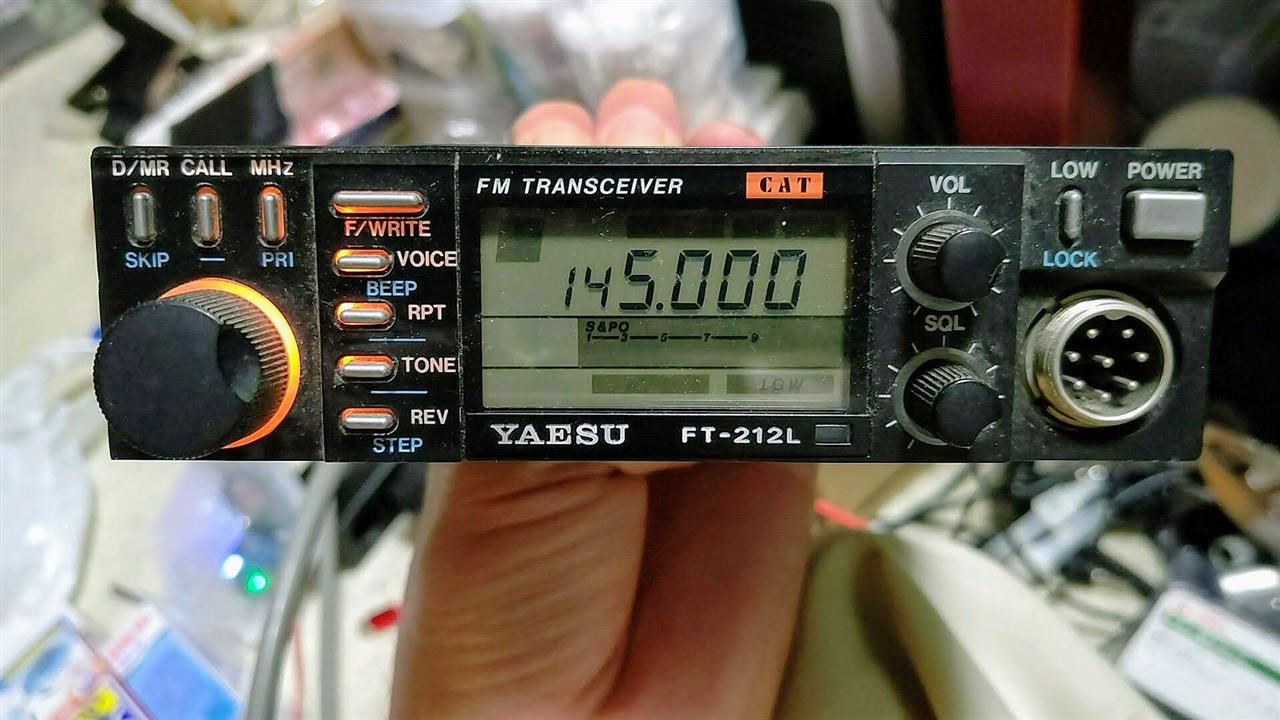 D/MR CALL MHz
SKIP — PRI
F/WRITE
VOICE
BEEP
RPT
TONE
REV
STEP
FM TRANSCEIVER CAT
145.000
S&PO
1 3 5 7 9
LOW
YAESU FT-212L
VOL
SQL
LOW POWER
LOCK